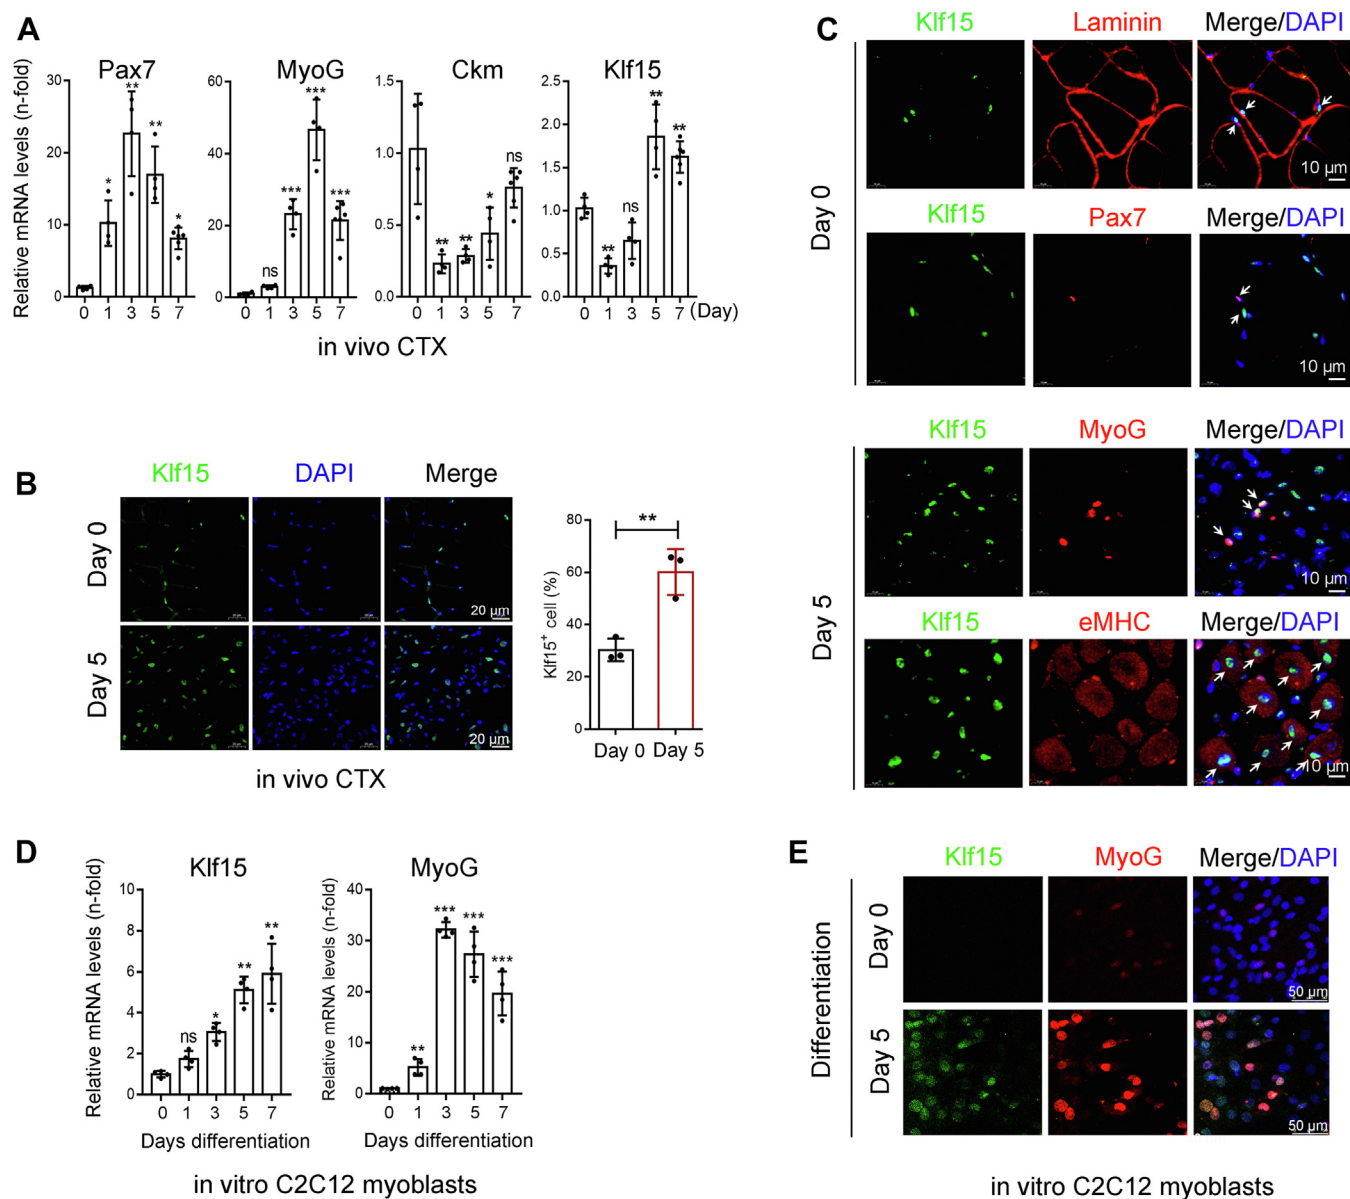 A
Pax7
MyoG
Ckm
Klf15
Relative mRNA levels (n-fold)
30
20
10
0
60
40
20
0
1.5
1.0
0.5
0.0
2.5
2.0
1.5
1.0
0.5
0.0
* ** ** *
ns *** *** ***
** ** * ns
** ns ** **
0 1 3 5 7
0 1 3 5 7
0 1 3 5 7
0 1 3 5 7 (Day)
in vivo CTX
B
Klf15 DAPI Merge
Day 0
20 µm
Day 5
20 µm
in vivo CTX
Klf15+ cell (%)
80
60
40
20
0
**
Day 0 Day 5
C
Day 0
Klf15 Laminin Merge/DAPI
10 µm
Klf15 Pax7 Merge/DAPI
10 µm
Day 5
Klf15 MyoG Merge/DAPI
10 µm
Klf15 eMHC Merge/DAPI
10 µm
D
Klf15
Relative mRNA levels (n-fold)
10
8
6
4
2
0
ns * ** **
0 1 3 5 7
Days differentiation
MyoG
Relative mRNA levels (n-fold)
40
30
20
10
0
** *** *** ***
0 1 3 5 7
Days differentiation
in vitro C2C12 myoblasts
E
Klf15 MyoG Merge/DAPI
Differentiation
Day 0
50 µm
Day 5
50 µm
in vitro C2C12 myoblasts